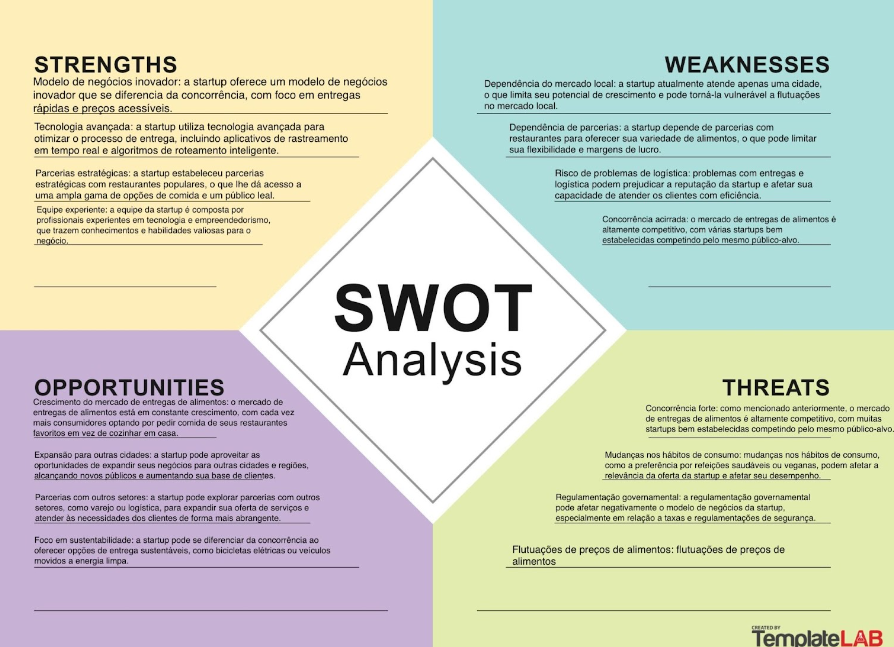 STRENGTHS
Modelo de negócios inovador: a startup oferece um modelo de negócios
inovador que se diferencia da concorrência, com foco em entregas
rápidas e preços acessíveis.
Tecnologia avançada: a startup utiliza tecnologia avançada para
otimizar o processo de entrega, incluindo aplicativos de rastreamento
em tempo real e algoritmos de roteamento inteligente.
Parcerias estratégicas: a startup estabeleceu parcerias
estratégicas com restaurantes populares, o que lhe dá acesso a
uma ampla gama de opções de comida e um público leal.
Equipe experiente: a equipe da startup é composta por
profissionais experientes em tecnologia e empreendedorismo,
que trazem conhecimentos e habilidades valiosas para o
negócio.
WEAKNESSES
Dependência do mercado local: a startup atualmente atende apenas uma cidade,
o que limita seu potencial de crescimento e pode torná-la vulnerável a flutuações
no mercado local.
Dependência de parcerias: a startup depende de parcerias com
restaurantes para oferecer sua variedade de alimentos, o que pode limitar
sua flexibilidade e margens de lucro.
Risco de problemas de logística: problemas com entregas e
logística podem prejudicar a reputação da startup e afetar sua
capacidade de atender os clientes com eficiência.
Concorrência acirrada: o mercado de entregas de alimentos é
altamente competitivo, com várias startups bem
estabelecidas competindo pelo mesmo público-alvo.
SWOT
Analysis
OPPORTUNITIES
Crescimento do mercado de entregas de alimentos: o mercado de
entregas de alimentos está em constante crescimento, com cada vez
mais consumidores optando por pedir comida de seus restaurantes
favoritos em vez de cozinhar em casa.
Expansão para outras cidades: a startup pode aproveitar as
oportunidades de expandir seus negócios para outras cidades e regiões,
alcançando novos públicos e aumentando sua base de clientes.
Parcerias com outros setores: a startup pode explorar parcerias com outros
setores, como varejo ou logística, para expandir sua oferta de serviços e
atender às necessidades dos clientes de forma mais abrangente.
Foco em sustentabilidade: a startup pode se diferenciar da concorrência ao
oferecer opções de entrega sustentáveis, como bicicletas elétricas ou veículos
movidos a energia limpa.
THREATS
Concorrência forte: como mencionado anteriormente, o mercado
de entregas de alimentos é altamente competitivo, com muitas
startups bem estabelecidas competindo pelo mesmo público-alvo.
Mudanças nos hábitos de consumo: mudanças nos hábitos de consumo,
como a preferência por refeições saudáveis ou veganas, podem afetar a
relevância da oferta da startup e afetar seu desempenho.
Regulamentação governamental: a regulamentação governamental
pode afetar negativamente o modelo de negócios da startup,
especialmente em relação a taxas e regulamentações de segurança.
Flutuações de preços de alimentos: flutuações de preços de
alimentos
CREATED BY
TemplateLAB